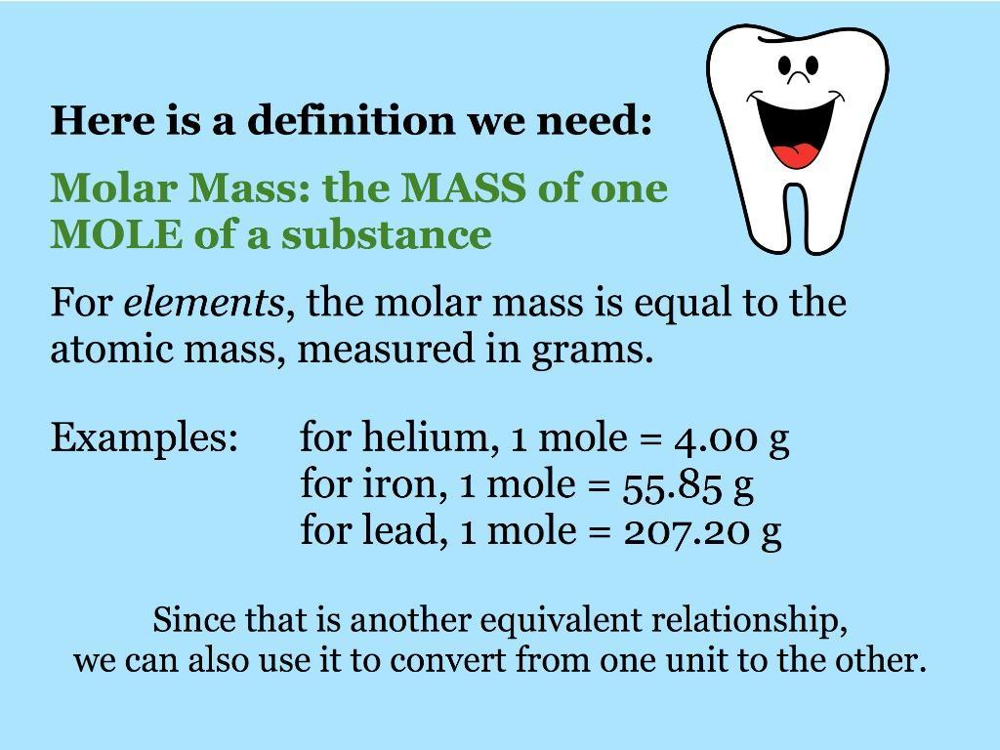 Here is a definition we need:
Molar Mass: the MASS of one
MOLE of a substance
For elements, the molar mass is equal to the
atomic mass, measured in grams.
Examples: for helium, 1 mole = 4.00 g
for iron, 1 mole = 55.85 g
for lead, 1 mole = 207.20 g
Since that is another equivalent relationship,
we can also use it to convert from one unit to the other.